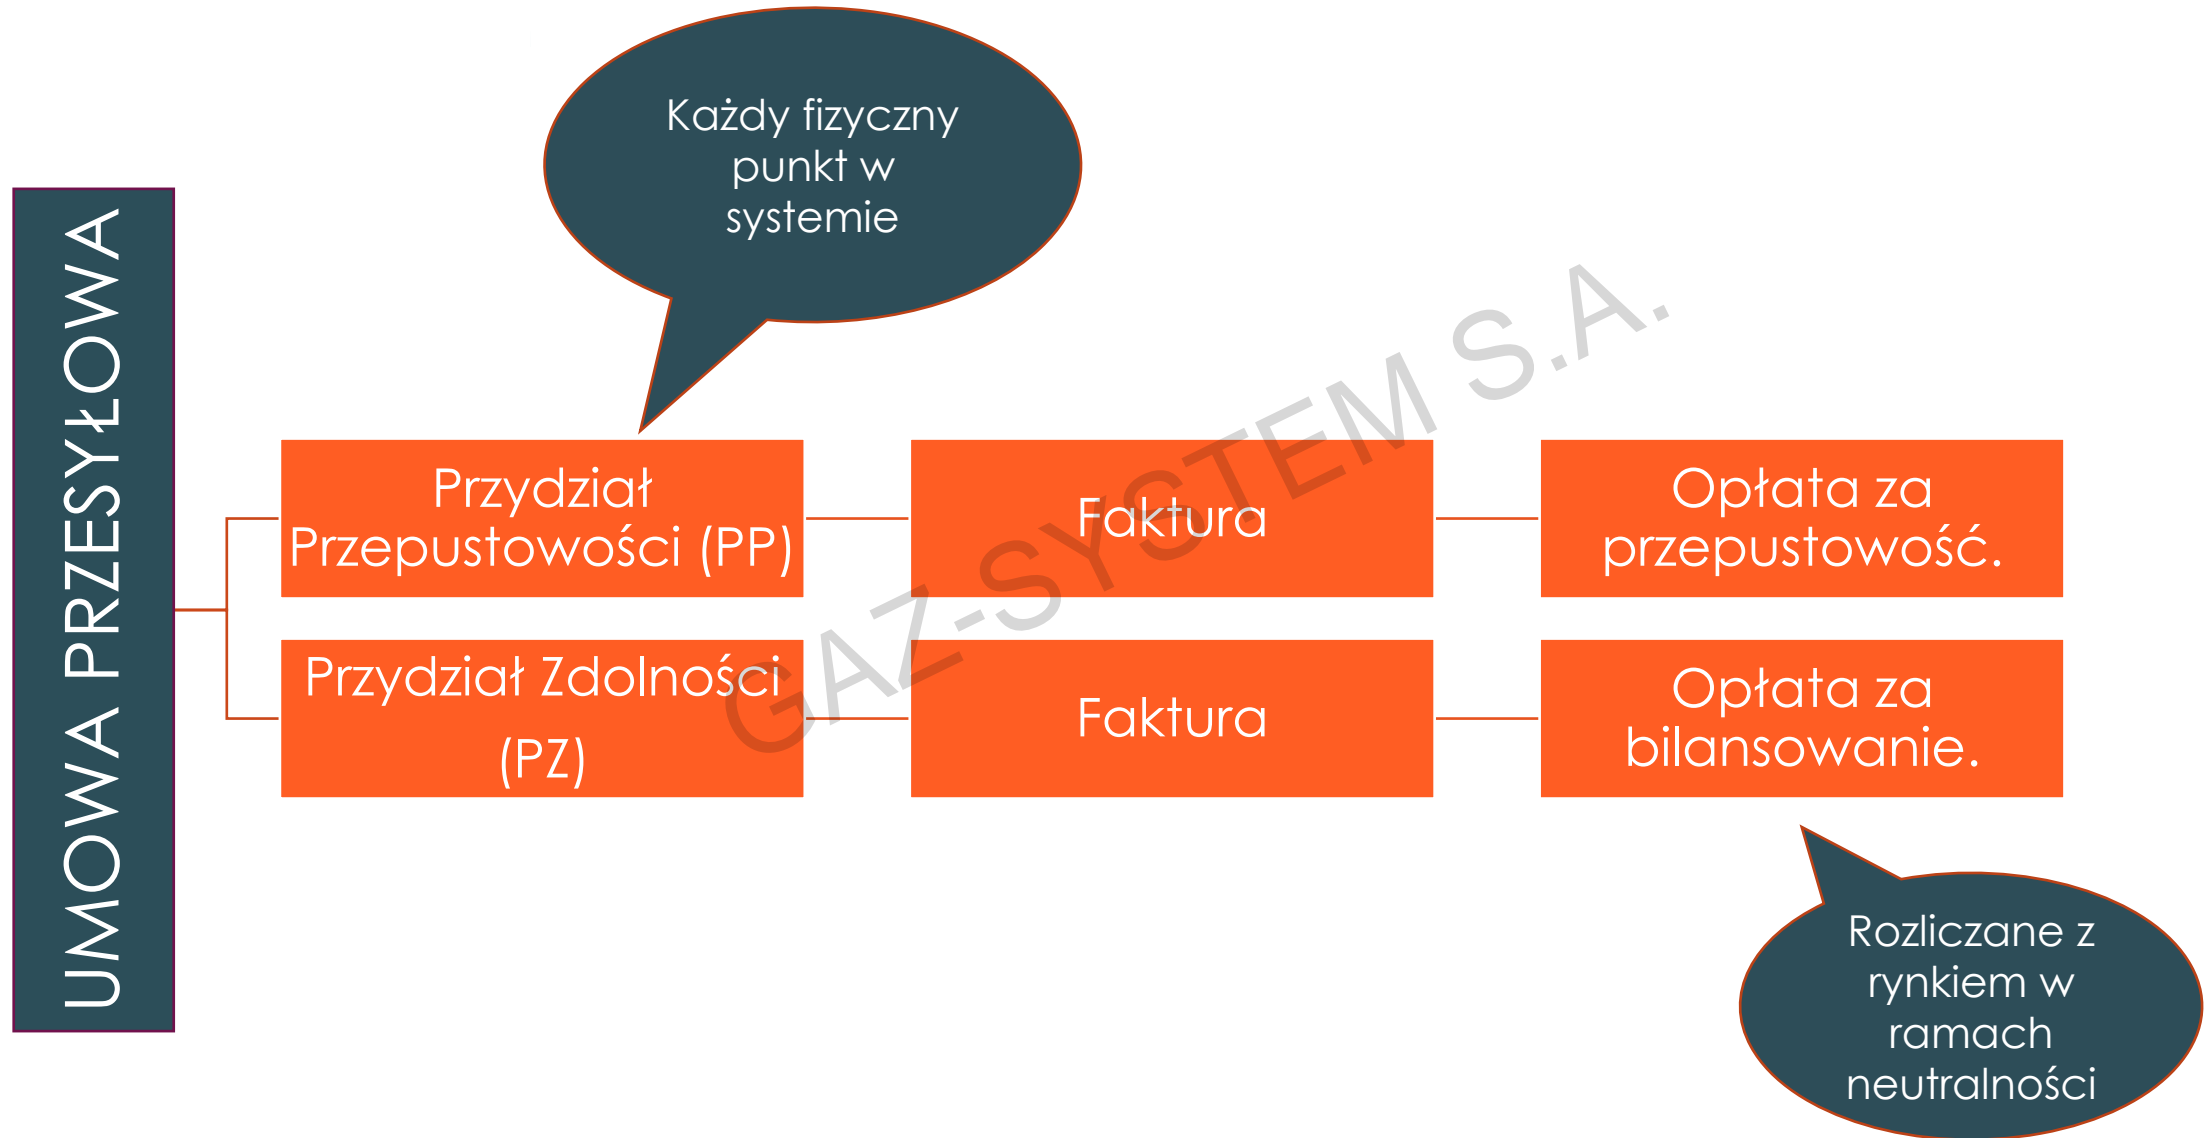 Każdy fizyczny
punkt w
systemie
UMOWA PRZESYŁOWA
Przydział
Przepustowości (PP)
Faktura
Opłata za
przepustowość.
Przydział Zdolności
(PZ)
Faktura
Opłata za
bilansowanie.
Rozliczane z
rynkiem w
ramach
neutralności
GAZ-SYSTEM S.A.